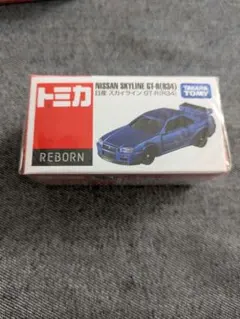 トミカ
REBORN
NISSAN SKYLINE GT-R(R34)
日産 スカイライン GT-R(R34)
TAKARA
TOMY